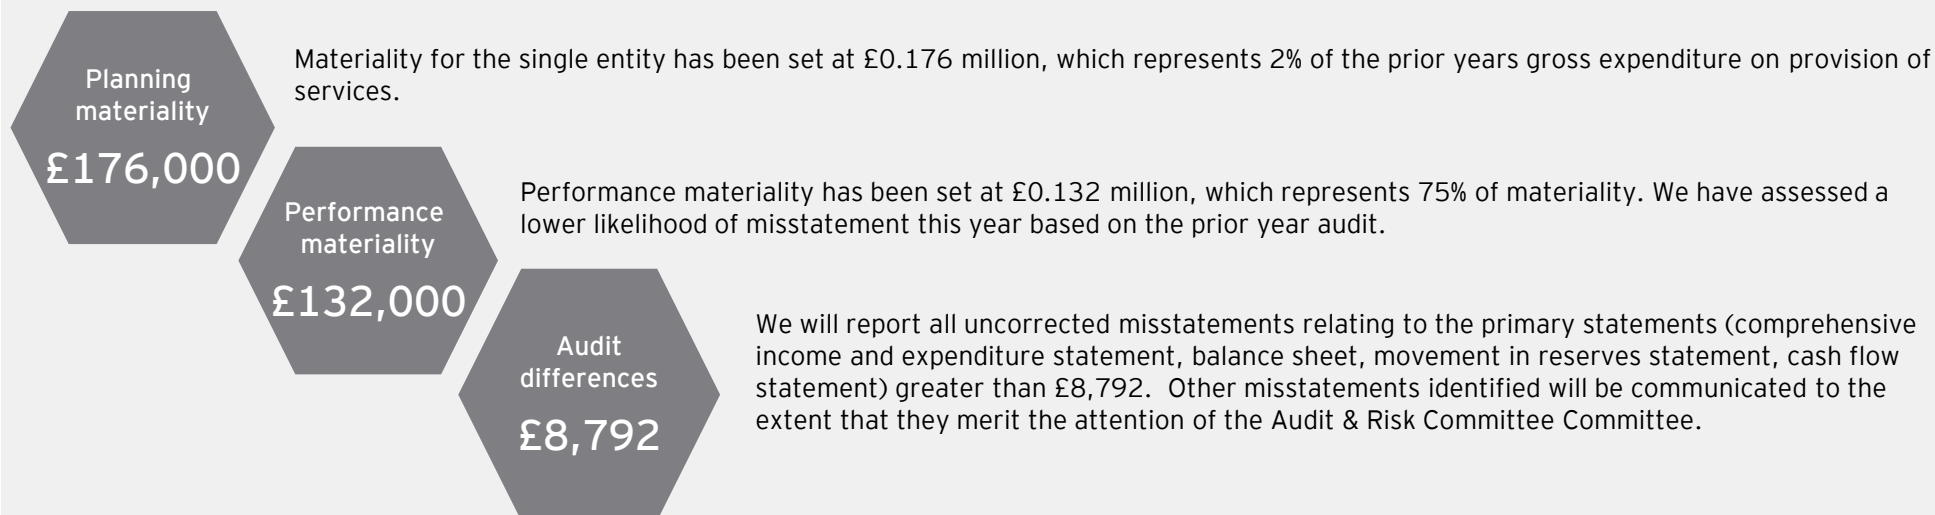 Planning
materiality
£176,000
Materiality for the single entity has been set at £0.176 million, which represents 2% of the prior years gross expenditure on provision of
services.
Performance
materiality
£132,000
Performance materiality has been set at £0.132 million, which represents 75% of materiality. We have assessed a
lower likelihood of misstatement this year based on the prior year audit.
Audit
differences
£8,792
We will report all uncorrected misstatements relating to the primary statements (comprehensive
income and expenditure statement, balance sheet, movement in reserves statement, cash flow
statement) greater than £8,792.  Other misstatements identified will be communicated to the
extent that they merit the attention of the Audit & Risk Committee Committee.